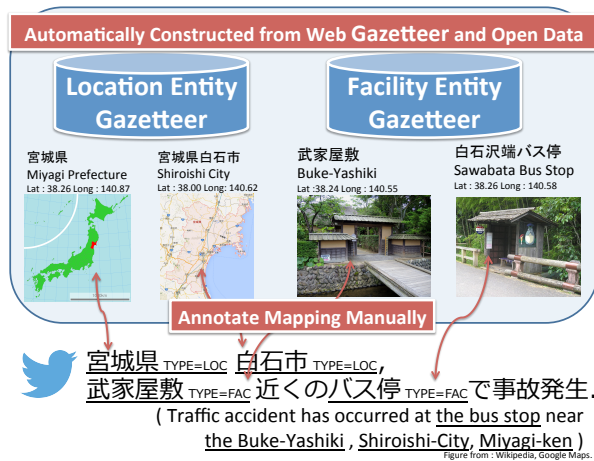 Automatically Constructed from Web Gazetteer and Open Data
Location Entity
Gazetteer
Facility Entity
Gazetteer
宮城県
Miyagi Prefecture
Lat : 38.26 Long : 140.87
宮城県白石市
Shiroishi City
Lat : 38.00 Long : 140.62
武家屋敷
Buke-Yashiki
Lat :38.24 Long : 140.55
白石沢端バス停
Sawabata Bus Stop
Lat : 38.26 Long : 140.58
Annotate Mapping Manually
宮城県 TYPE=LOC 白石市 TYPE=LOC,
武家屋敷 TYPE=FAC 近くのバス停 TYPE=FAC で事故発生.
( Traffic accident has occurred at the bus stop near
the Buke-Yashiki , Shiroishi-City, Miyagi-ken )
Figure from : Wikipedia, Google Maps.